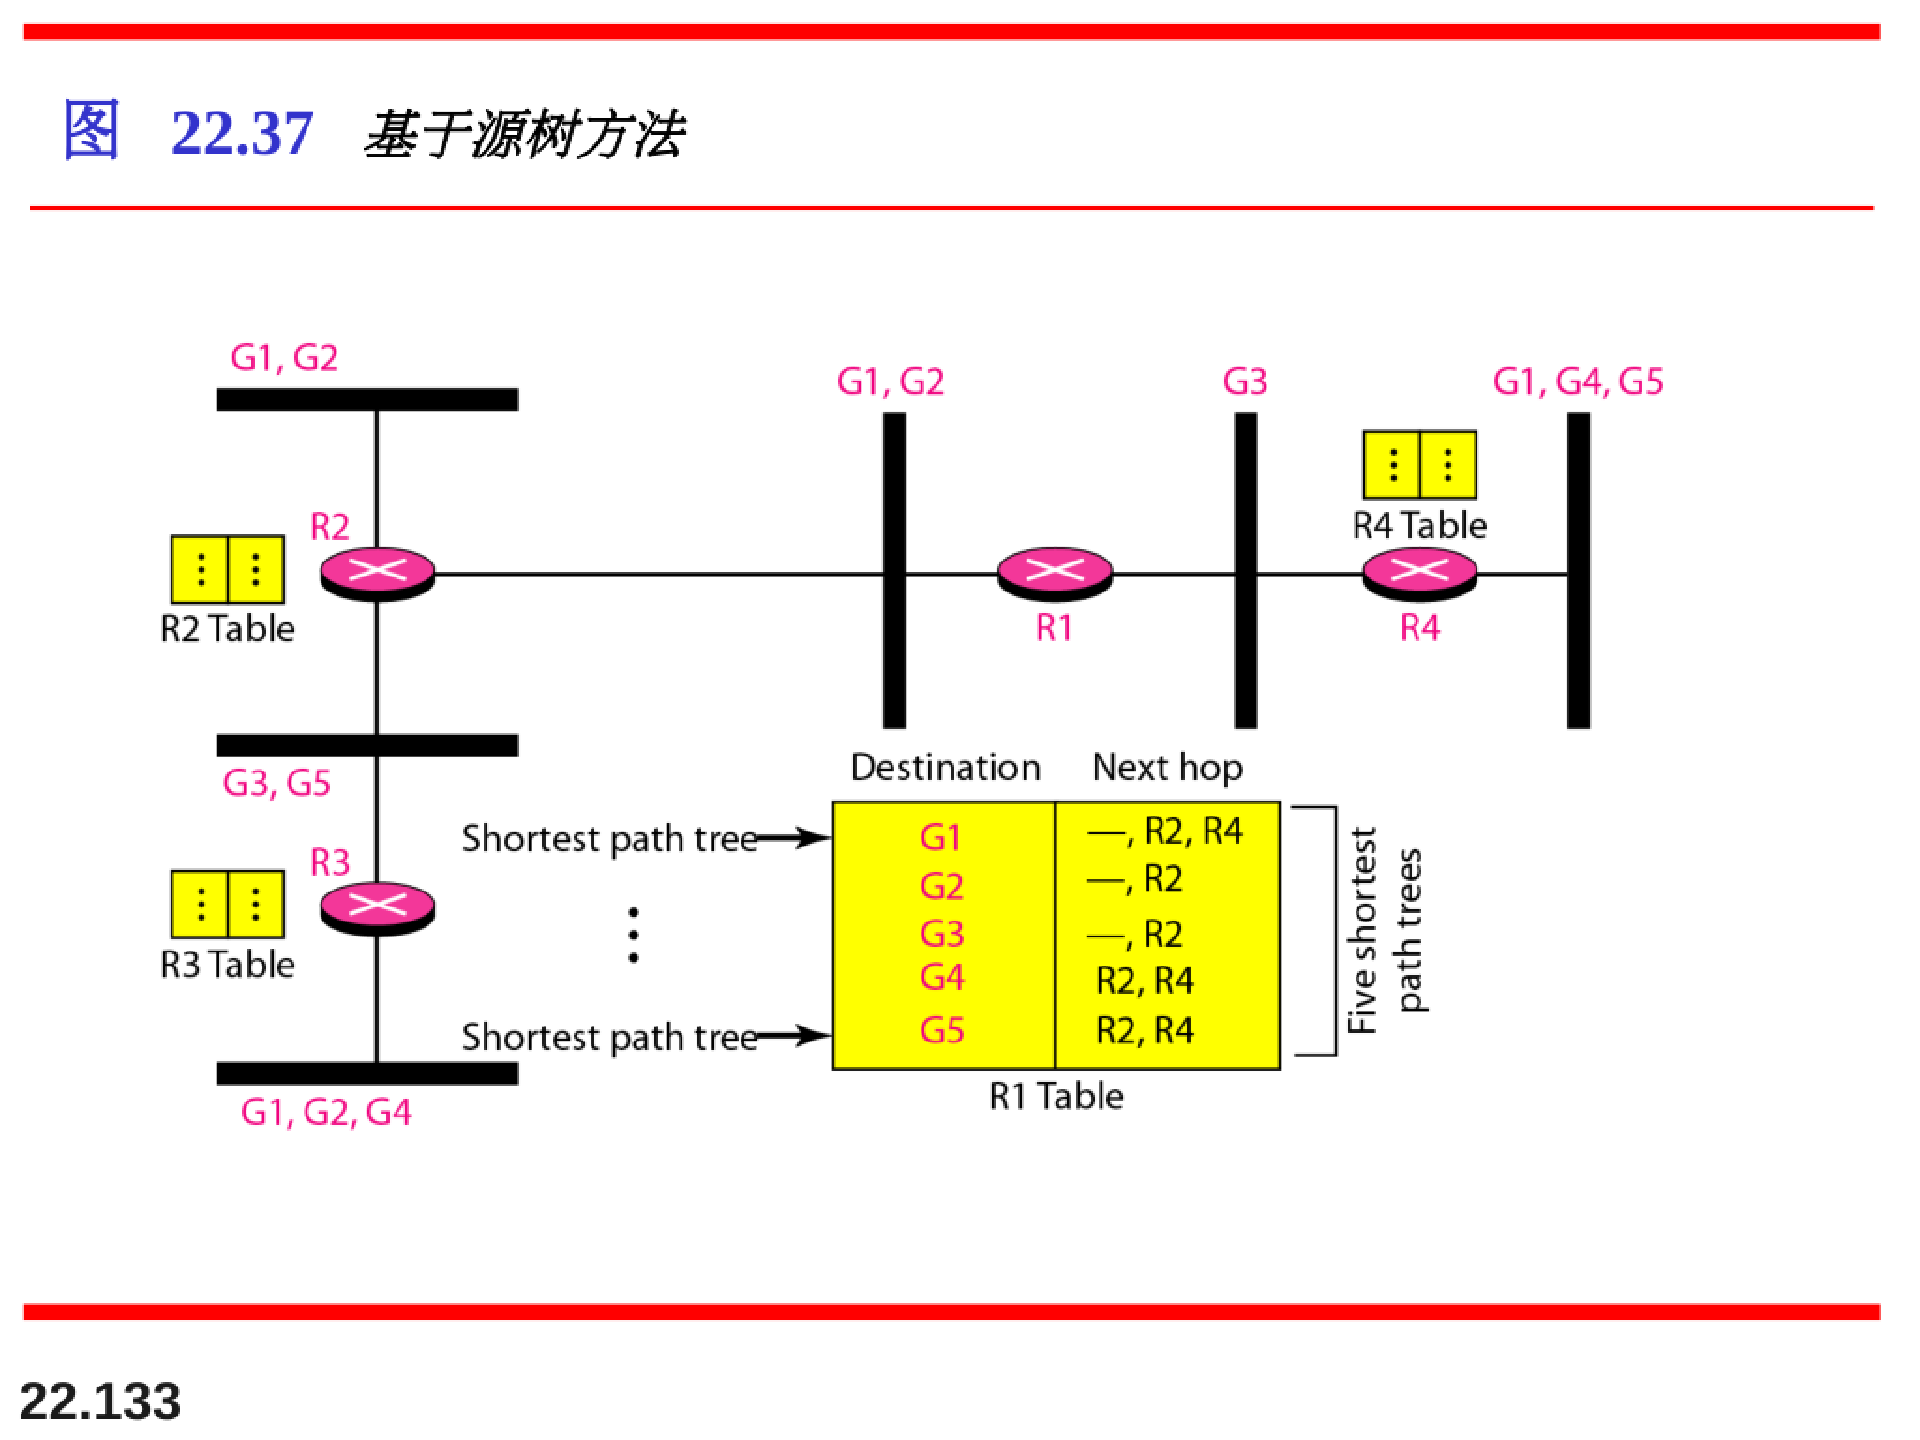 图 22.37 基于源树方法
G1, G2
G1, G2
G3
G1, G4, G5
R4 Table
R2
R2 Table
R1
R4
G3, G5
Destination Next hop
Shortest path tree
G1 —, R2, R4
G2 —, R2
G3 —, R2
G4 R2, R4
G5 R2, R4
Shortest path tree
R1 Table
Five shortest
path trees
R3
R3 Table
G1, G2, G4
22.133